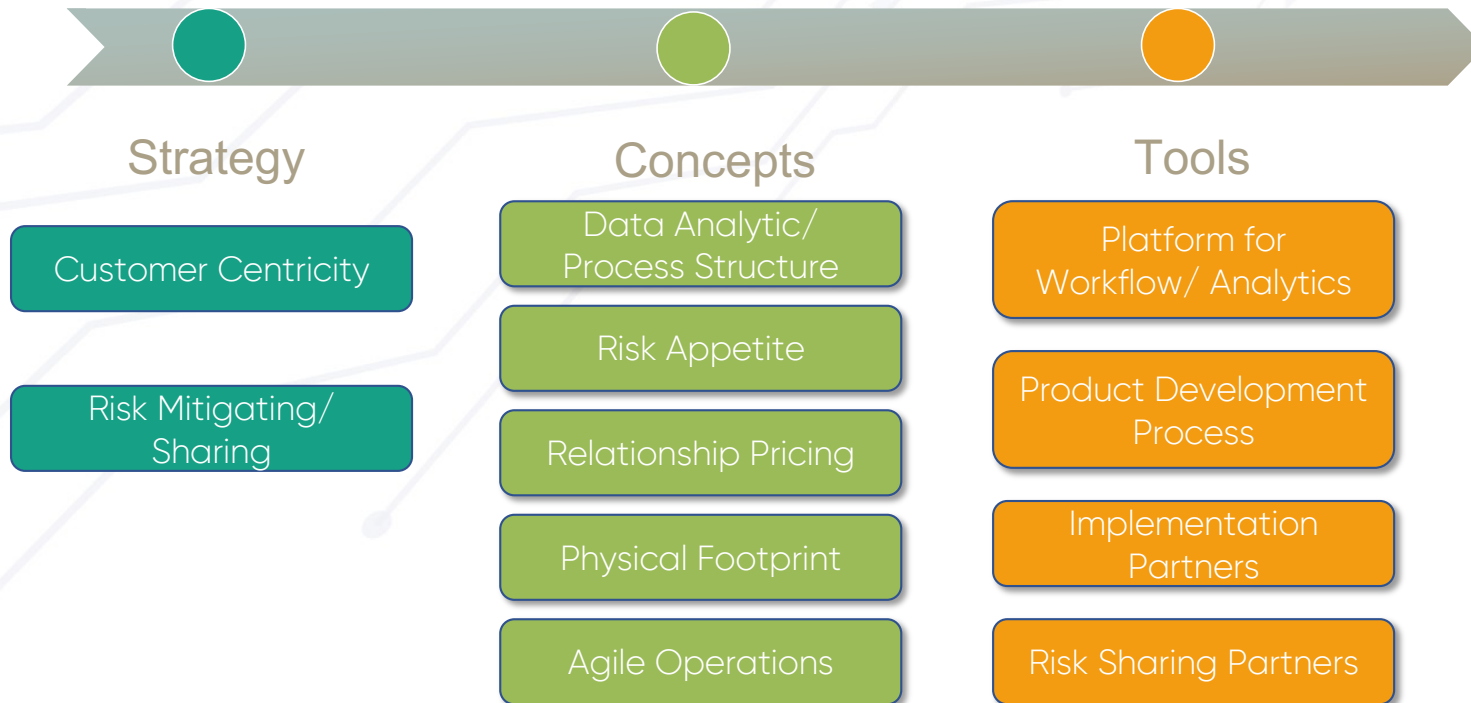 Strategy
Customer Centricity
Risk Mitigating/
Sharing
Concepts
Data Analytic/
Process Structure
Risk Appetite
Relationship Pricing
Physical Footprint
Agile Operations
Tools
Platform for
Workflow/ Analytics
Product Development
Process
Implementation
Partners
Risk Sharing Partners